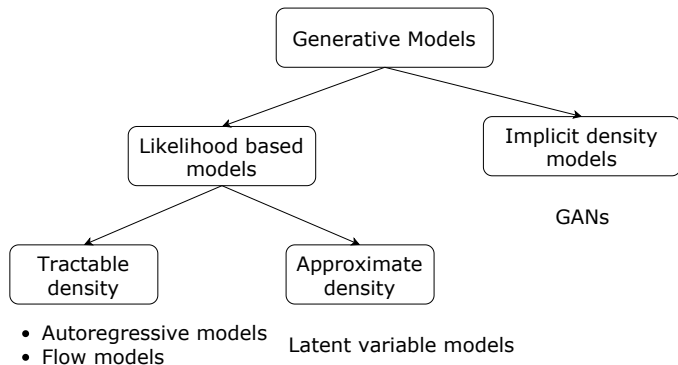 Generative Models
Likelihood based
models
Implicit density
models
GANs
Tractable
density
Approximate
density
• Autoregressive models
• Flow models
Latent variable models